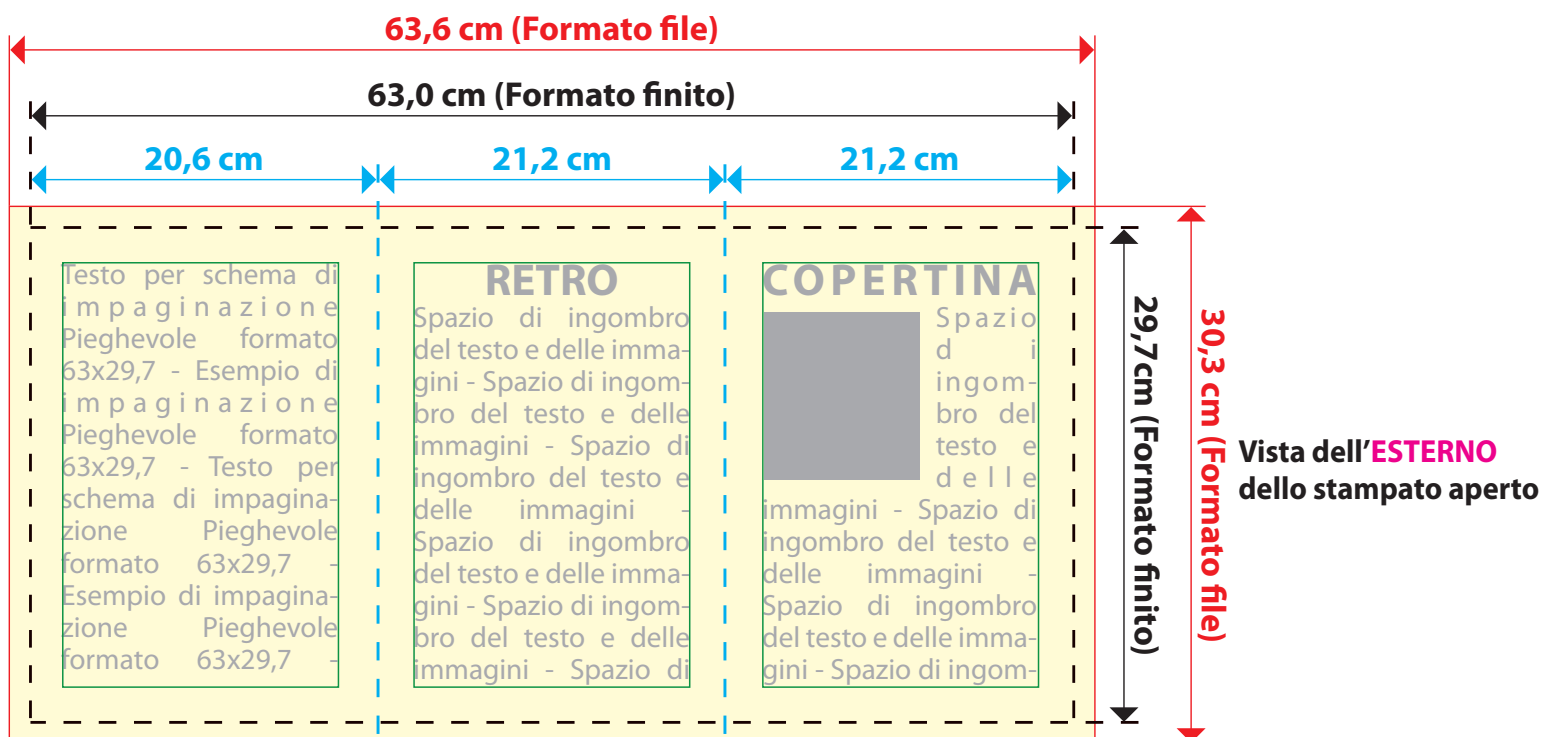 63,6 cm (Formato file)
63,0 cm (Formato finito)
20,6 cm
21,2 cm
21,2 cm
Testo per schema di
impaginazione
Pieghevole formato
63x29,7 - Esempio di
impaginazione
Pieghevole formato
63x29,7 - Testo per
schema di impagina-
zione Pieghevole
formato 63x29,7 -
Esempio di impagina-
zione Pieghevole
formato 63x29,7 -
RETRO
Spazio di ingombro
del testo e delle imma-
gini - Spazio di ingom-
bro del testo e delle
immagini - Spazio di
ingombro del testo e
delle immagini -
Spazio di ingombro
del testo e delle imma-
gini - Spazio di ingom-
bro del testo e delle
immagini - Spazio di
COPERTINA
Spazio
di
ingom-
bro del
testo e
delle
immagini - Spazio di
ingombro del testo e
delle immagini -
Spazio di ingombro
del testo e delle imma-
gini - Spazio di ingom-
29,7cm (Formato finito)
30,3 cm (Formato file)
Vista dell'ESTERNO
dello stampato aperto